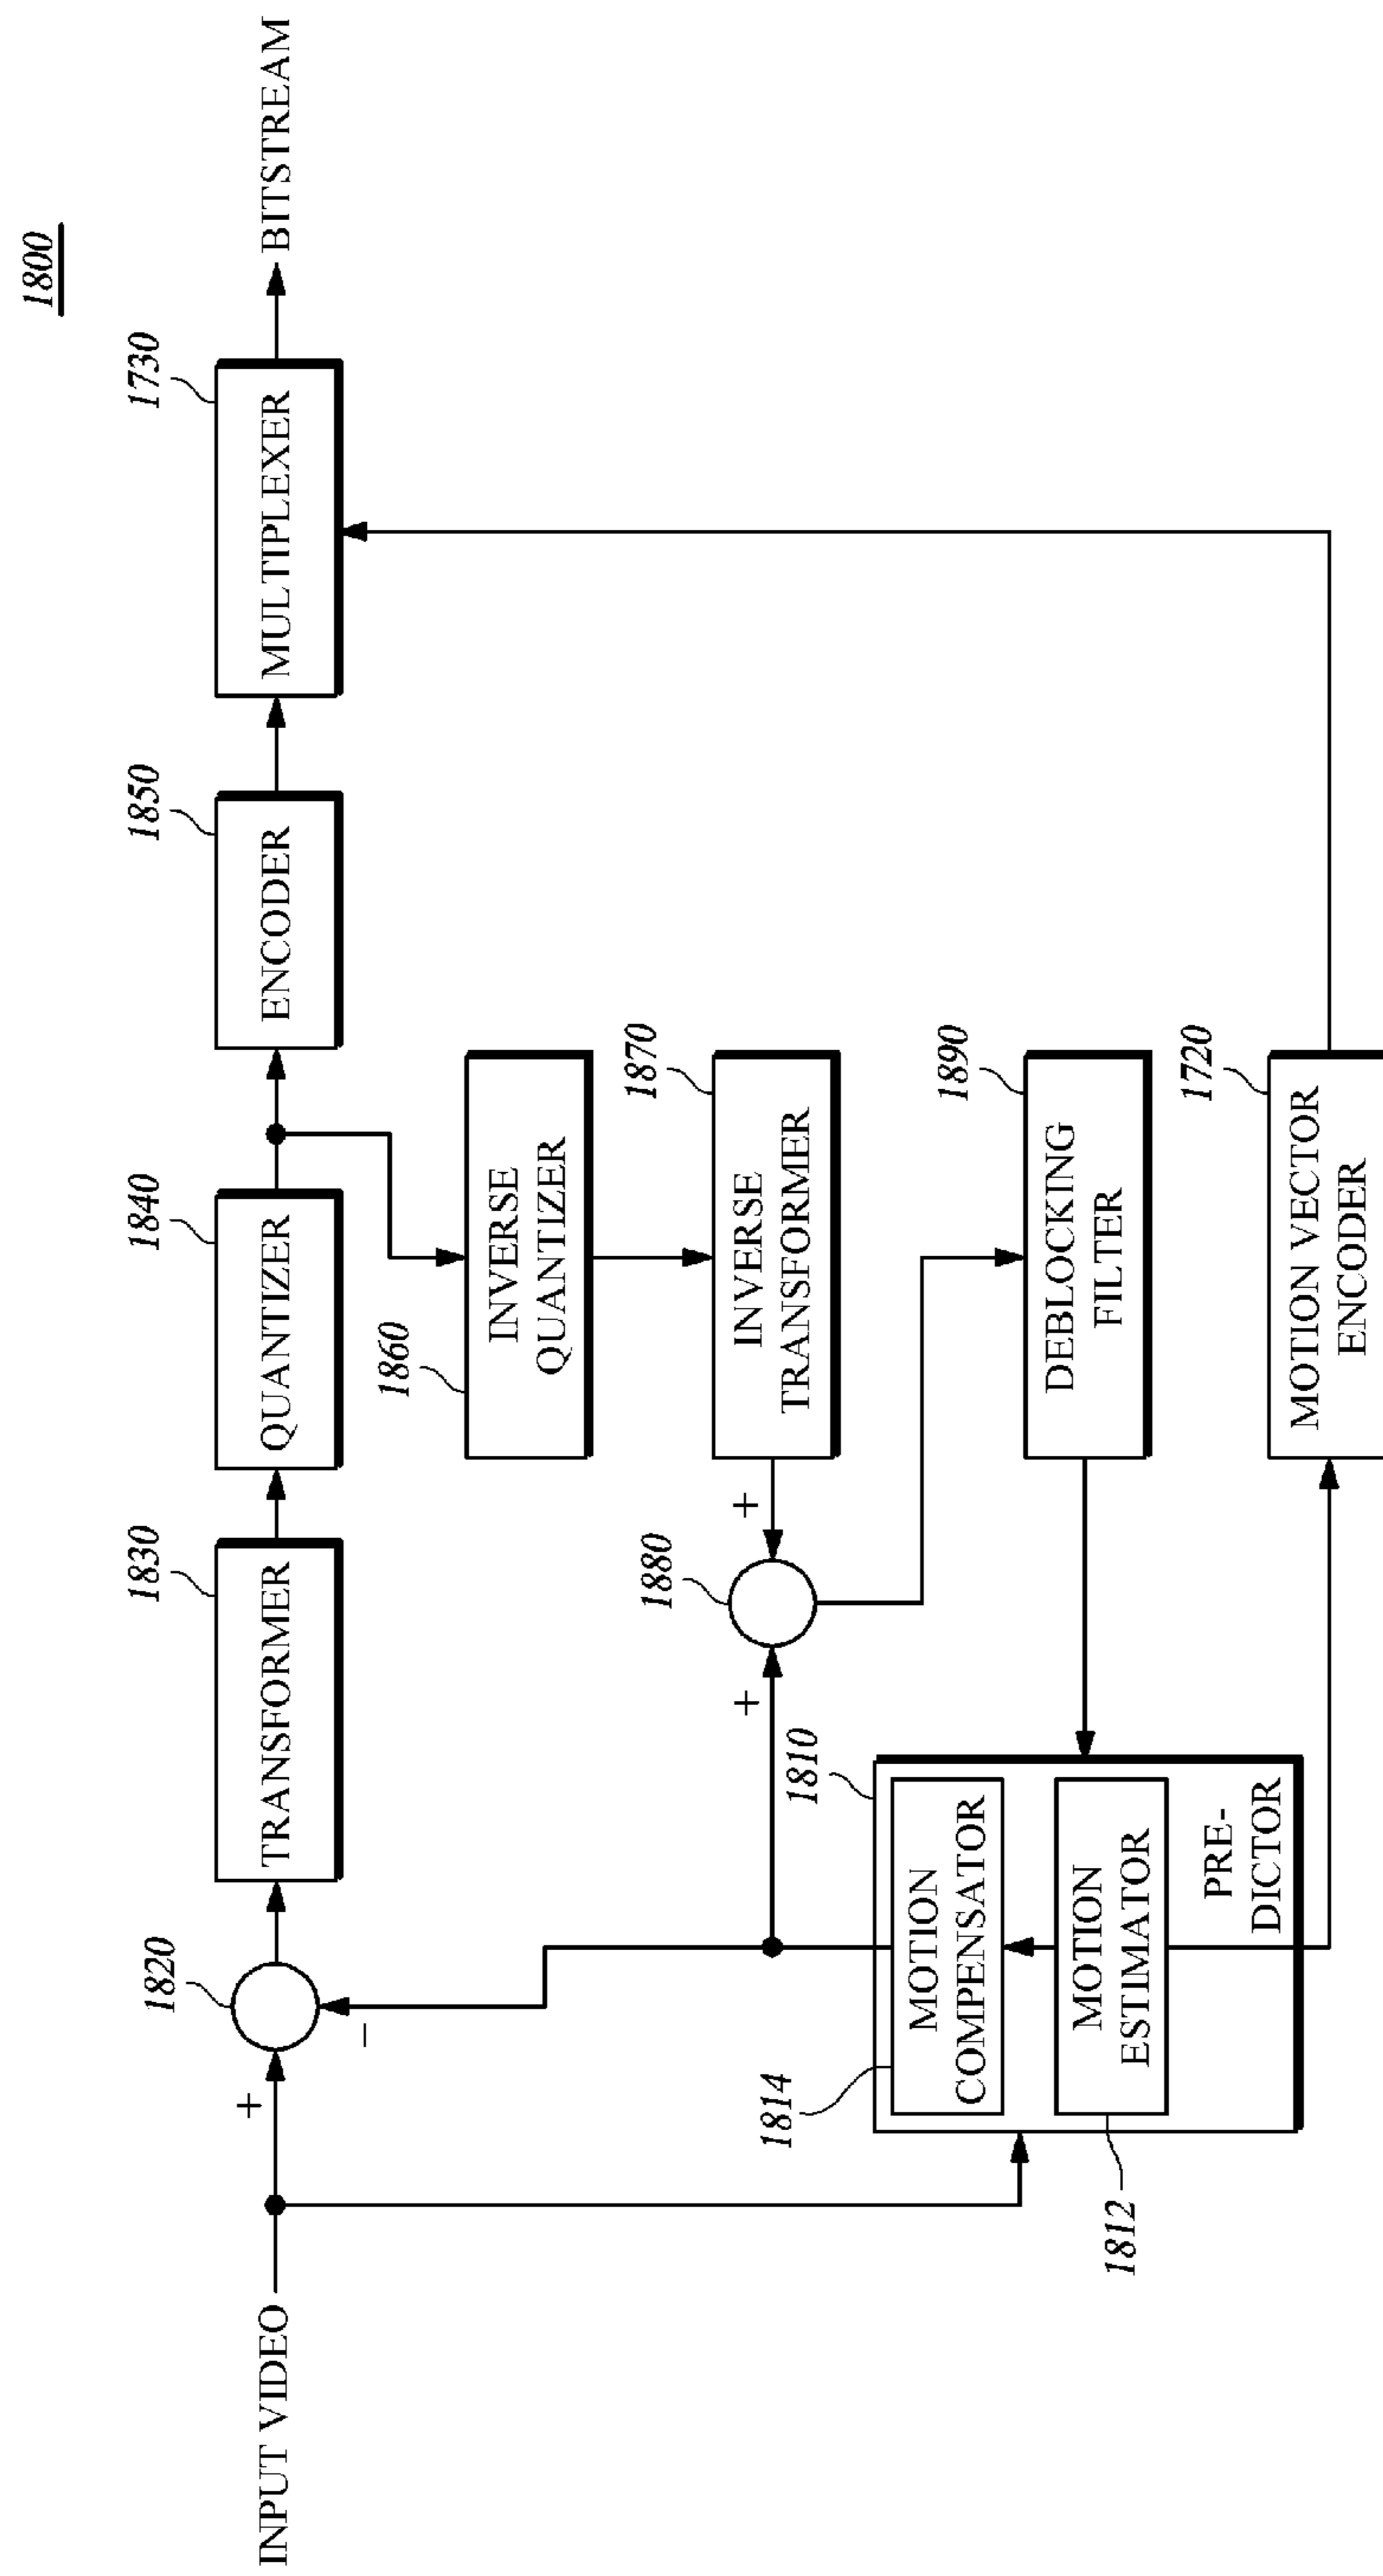 1800
INPUT VIDEO
+
−
1820
TRANSFORMER
1830
QUANTIZER
1840
ENCODER
1850
MULTIPLEXER
1730
BITSTREAM
1860
INVERSE
QUANTIZER
1870
INVERSE
TRANSFORMER
+
1880
+
1890
DEBLOCKING
FILTER
1810
1814
MOTION
COMPENSATOR
MOTION
ESTIMATOR
1812
PRE-
DICTOR
1720
MOTION VECTOR
ENCODER